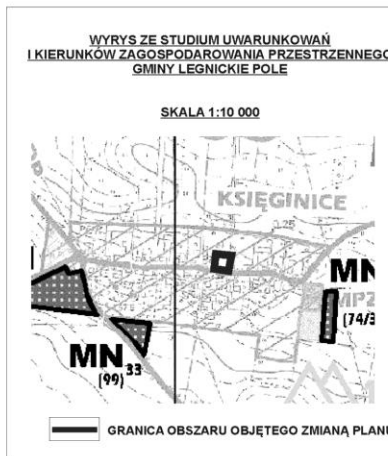 WYRYS ZE STUDIUM UWARUNKOWAŃ
I KIERUNKÓW ZAGOSPODAROWANIA PRZESTRZENNEGO
GMINY LEGNICKIE POLE
SKALA 1:10 000
KSIĘGINICE
MN
(74/3
MN 33
(99)
GRANICA OBSZARU OBJĘTEGO ZMIANĄ PLANU